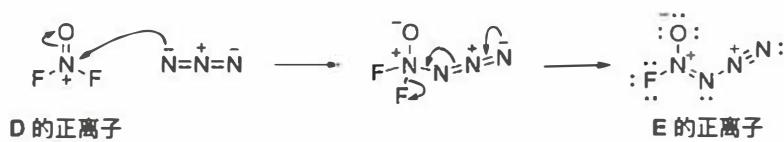 O F N + F N=N=N − + −
− O + F N F N=N=N + −
− O F N + N N + N
D 的正离子 E 的正离子